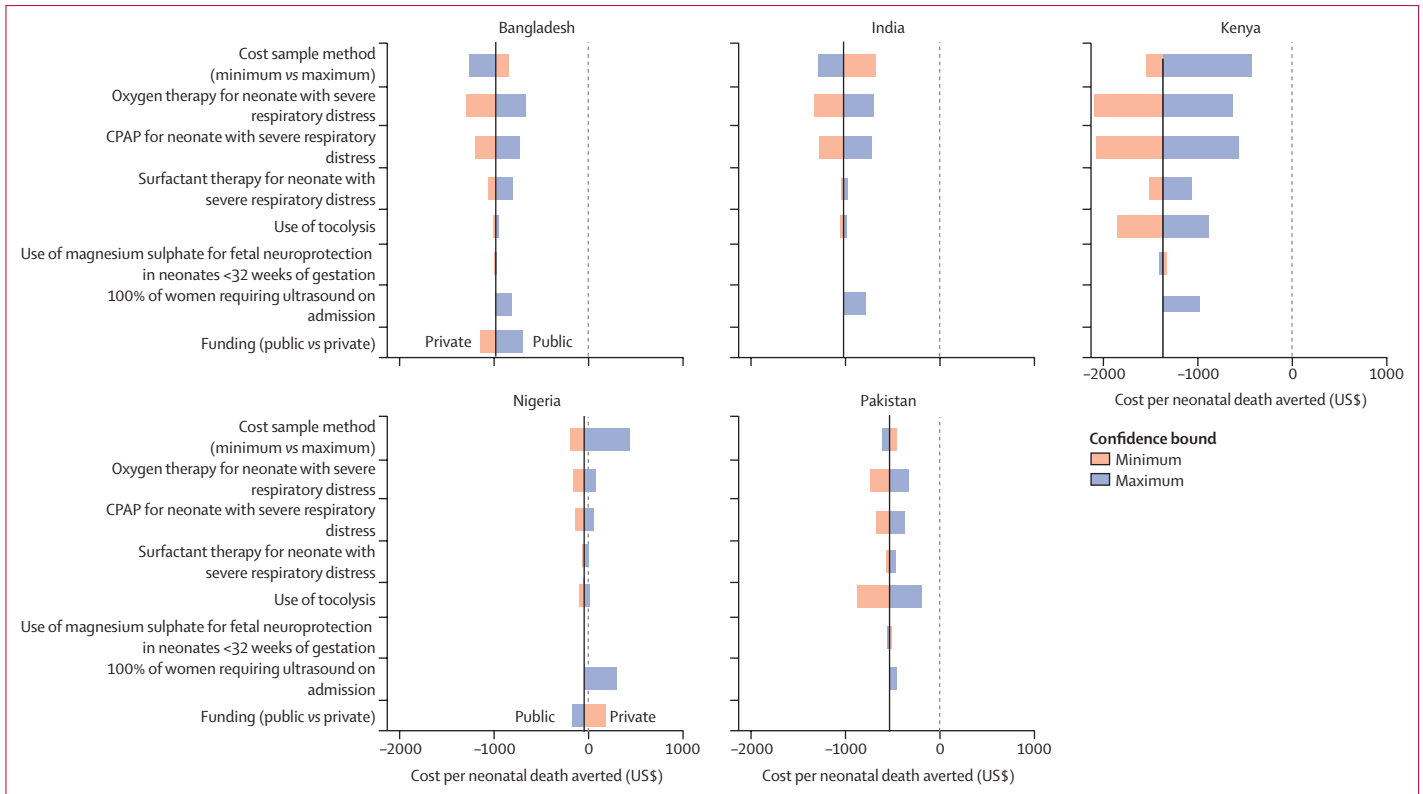 Bangladesh
India
Kenya
Cost sample method
(minimum vs maximum)
Oxygen therapy for neonate with severe
respiratory distress
CPAP for neonate with severe respiratory
distress
Surfactant therapy for neonate with
severe respiratory distress
Use of tocolysis
Use of magnesium sulphate for fetal neuroprotection
in neonates <32 weeks of gestation
100% of women requiring ultrasound on
admission
Funding (public vs private)
Private
Public
−2000
−1000
0
1000
Cost per neonatal death averted (US$)
Confidence bound
Minimum
Maximum
Nigeria
Pakistan
Cost sample method
(minimum vs maximum)
Oxygen therapy for neonate with severe
respiratory distress
CPAP for neonate with severe respiratory
distress
Surfactant therapy for neonate with
severe respiratory distress
Use of tocolysis
Use of magnesium sulphate for fetal neuroprotection
in neonates <32 weeks of gestation
100% of women requiring ultrasound on
admission
Funding (public vs private)
Public
Private
−2000
−1000
0
1000
Cost per neonatal death averted (US$)
−2000
−1000
0
1000
Cost per neonatal death averted (US$)